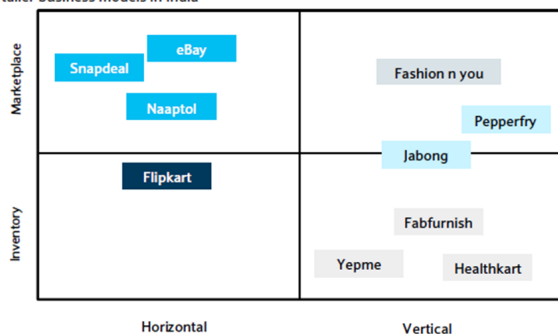 Business models in India
Marketplace
eBay
Snapdeal
Naaptol
Fashion n you
Pepperfry
Jabong
Flipkart
Inventory
Fabfurnish
Yepme
Healthkart
Horizontal
Vertical